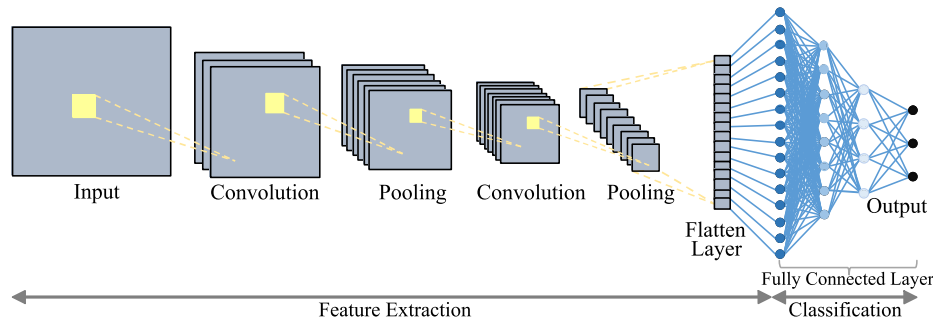 Input
Convolution
Pooling
Convolution
Pooling
Flatten
Layer
Output
Fully Connected Layer
Feature Extraction
Classification